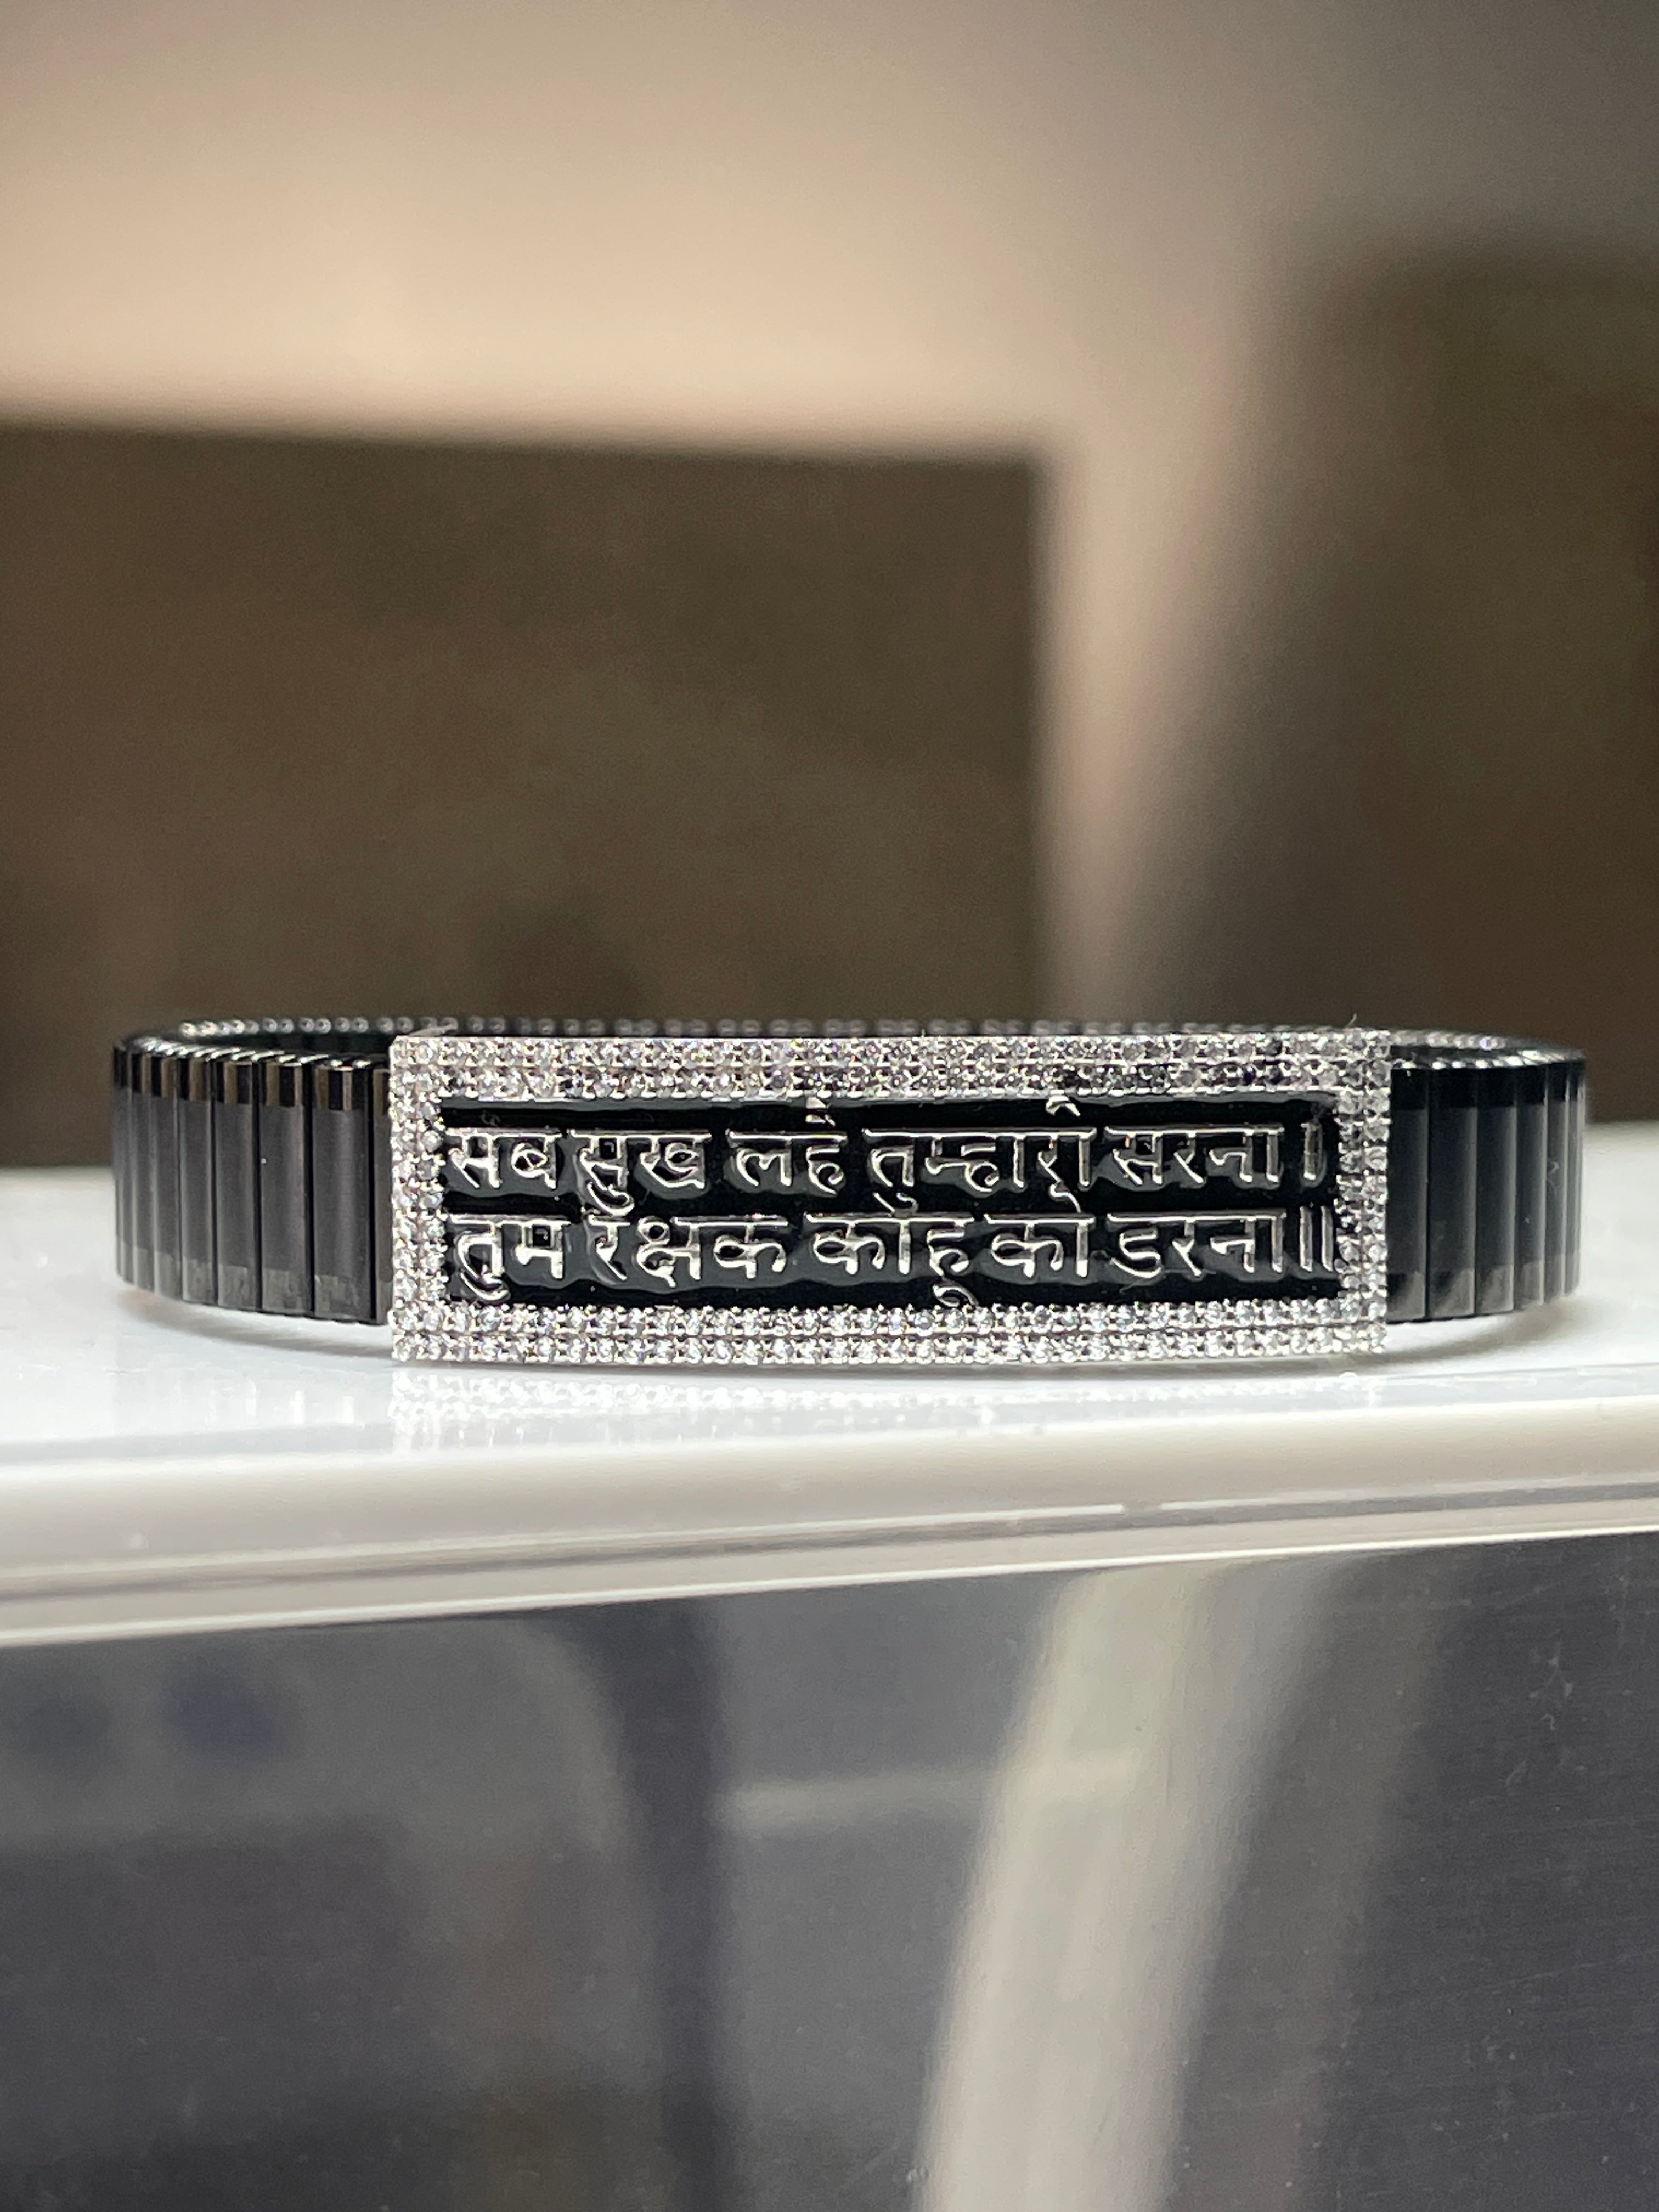 सब सुख लहै तुम्हारी सरना।
तुम रक्षक काहू को डरना॥